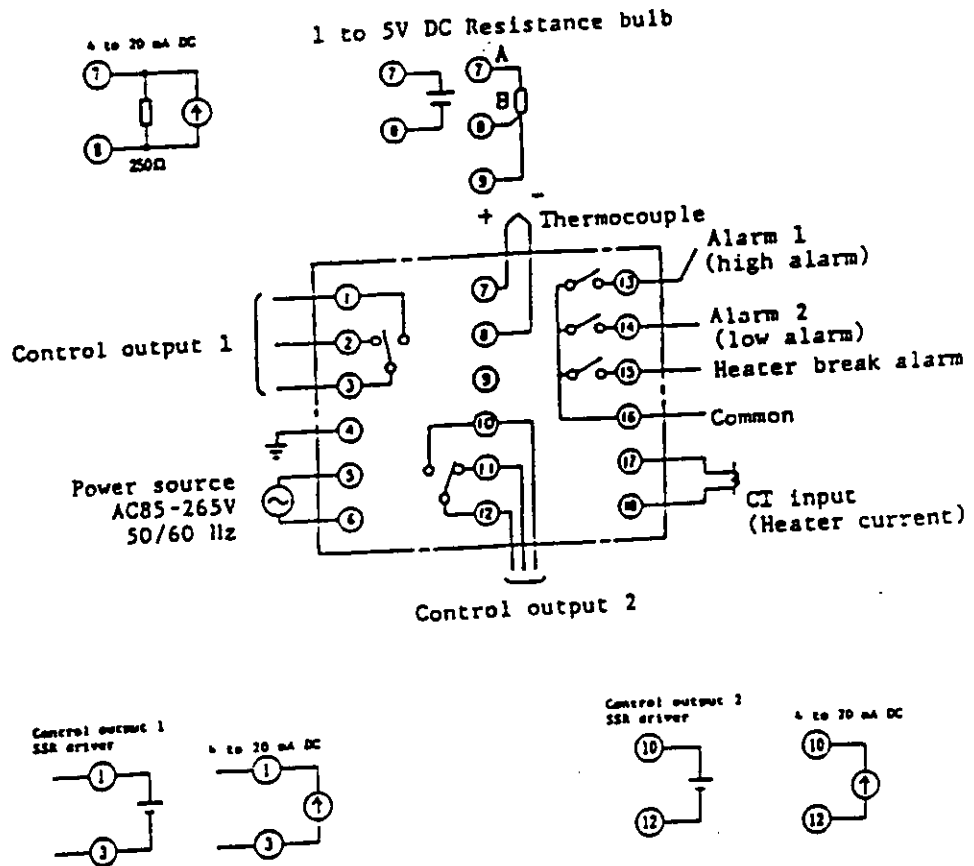 4 to 20 mA DC
1 to 5V DC Resistance bulb
7
8
250Ω
7
8
7
A
B
8
9
+
-
Thermocouple
Control output 1
1
2
3
4
5
6
Power source
AC85-265V
50/60 Hz
7
8
9
10
11
12
Control output 2
13
14
15
16
17
18
Alarm 1
(high alarm)
Alarm 2
(low alarm)
Heater break alarm
Common
CT input
(Heater current)
Control output 1
SSR driver
1
3
4 to 20 mA DC
1
3
Control output 2
SSR driver
10
12
4 to 20 mA DC
10
12